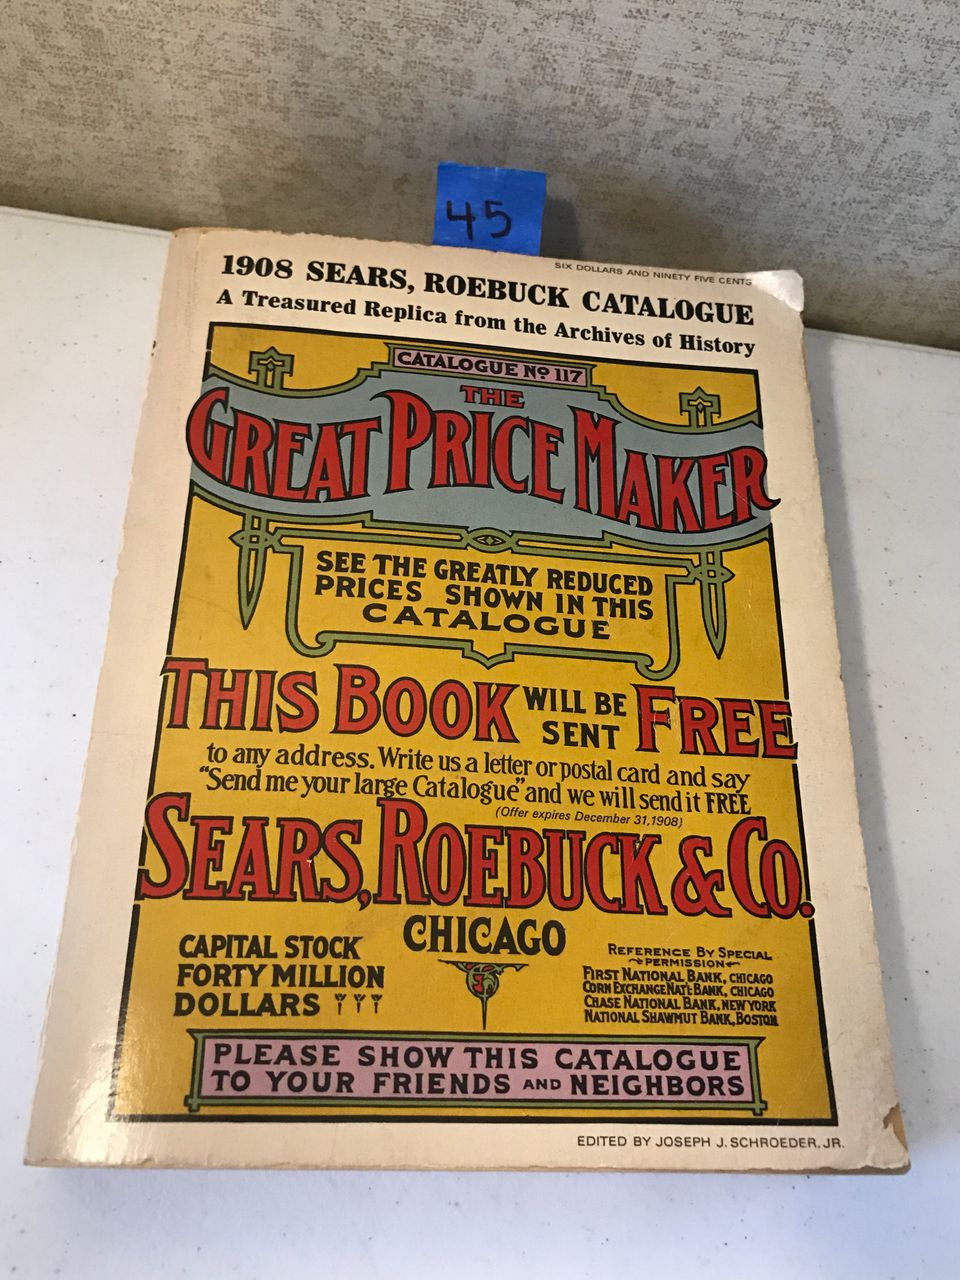 45
SIX DOLLARS AND NINETY FIVE CENTS
1908 SEARS, ROEBUCK CATALOGUE
A Treasured Replica from the Archives of History
CATALOGUE No 117
THE
GREAT PRICE MAKER
SEE THE GREATLY REDUCED
PRICES SHOWN IN THIS
CATALOGUE
THIS BOOK WILL BE SENT FREE
to any address. Write us a letter or postal card and say
"Send me your large Catalogue" and we will send it FREE
(Offer expires December 31, 1908)
SEARS, ROEBUCK & CO.
CHICAGO
CAPITAL STOCK
FORTY MILLION
DOLLARS
REFERENCE BY SPECIAL
PERMISSION
FIRST NATIONAL BANK, CHICAGO
CORN EXCHANGE NAT'L BANK, CHICAGO
CHASE NATIONAL BANK, NEW YORK
NATIONAL SHAWMUT BANK, BOSTON
PLEASE SHOW THIS CATALOGUE
TO YOUR FRIENDS AND NEIGHBORS
EDITED BY JOSEPH J. SCHROEDER, JR.